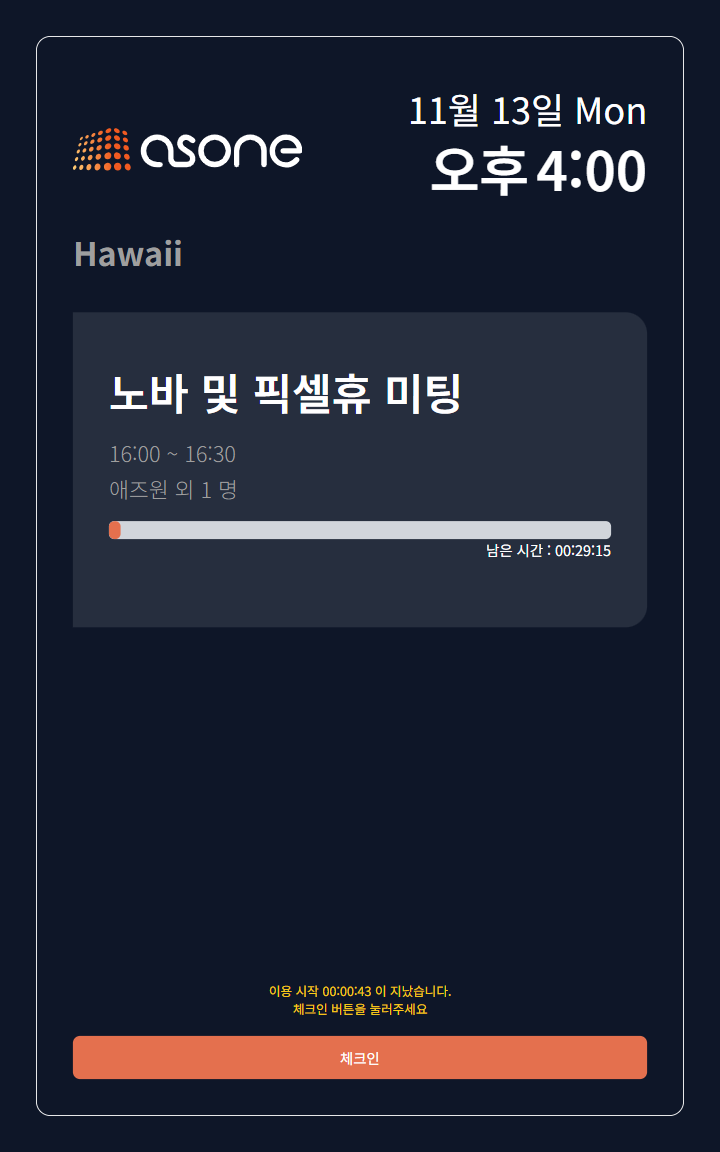 asone
11월 13일 Mon
오후 4:00
Hawaii
노바 및 픽셀휴 미팅
16:00 ~ 16:30
애즈원 외 1 명
남은 시간 : 00:29:15
이용 시작 00:00:43 이 지났습니다.
체크인 버튼을 눌러주세요
체크인